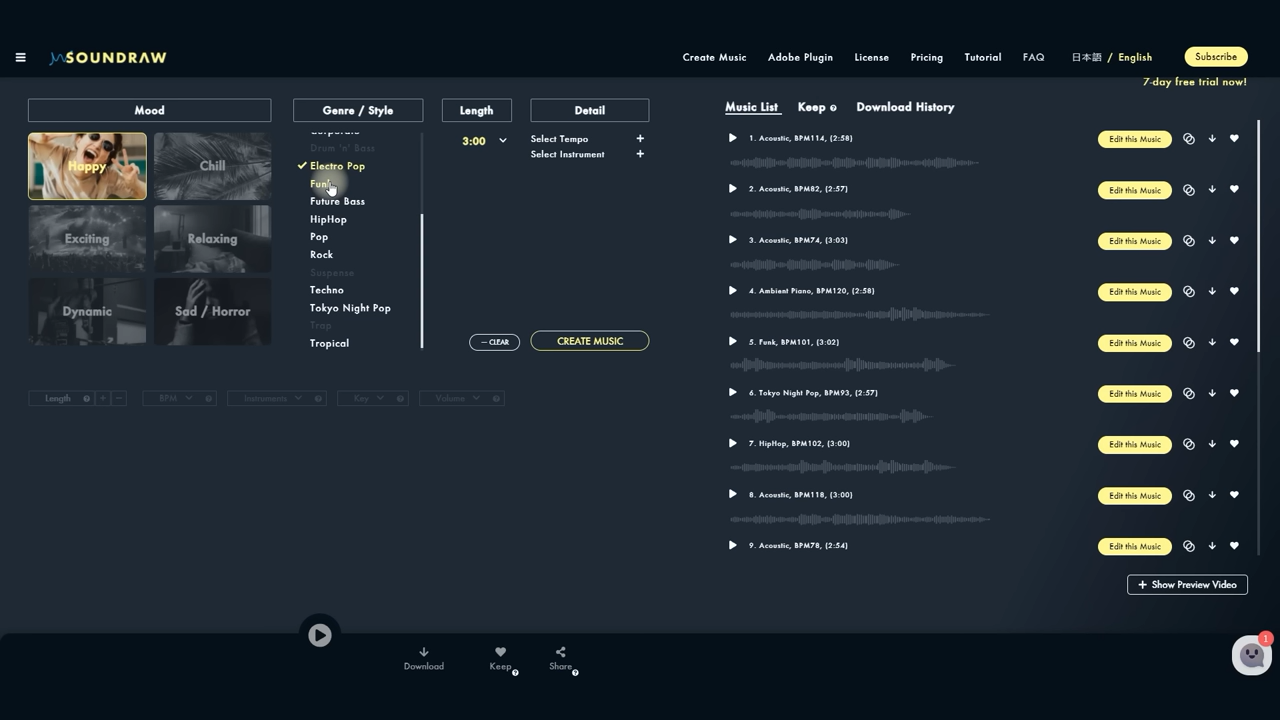 SOUNDRAW
Create Music
Adobe Plugin
License
Pricing
Tutorial
FAQ
日本語 / English
Subscribe
7-day free trial now!
Mood
Genre / Style
Length
Detail
Happy
Chill
Exciting
Relaxing
Dynamic
Sad / Horror
Corporate
Drum 'n' Bass
Electro Pop
Funk
Future Bass
HipHop
Pop
Rock
Suspense
Techno
Tokyo Night Pop
Trap
Tropical
3:00
Select Tempo +
Select Instrument +
— CLEAR
CREATE MUSIC
Length ? + −
BPM ?
Instruments ?
Key ?
Volume ?
Music List
Keep ?
Download History
1. Acoustic, BPM114, (2:58)
Edit this Music
2. Acoustic, BPM82, (2:57)
Edit this Music
3. Acoustic, BPM74, (3:03)
Edit this Music
4. Ambient Piano, BPM120, (2:58)
Edit this Music
5. Funk, BPM101, (3:02)
Edit this Music
6. Tokyo Night Pop, BPM93, (2:57)
Edit this Music
7. HipHop, BPM102, (3:00)
Edit this Music
8. Acoustic, BPM118, (3:00)
Edit this Music
9. Acoustic, BPM78, (2:54)
Edit this Music
+ Show Preview Video
Download
Keep ?
Share ?
1